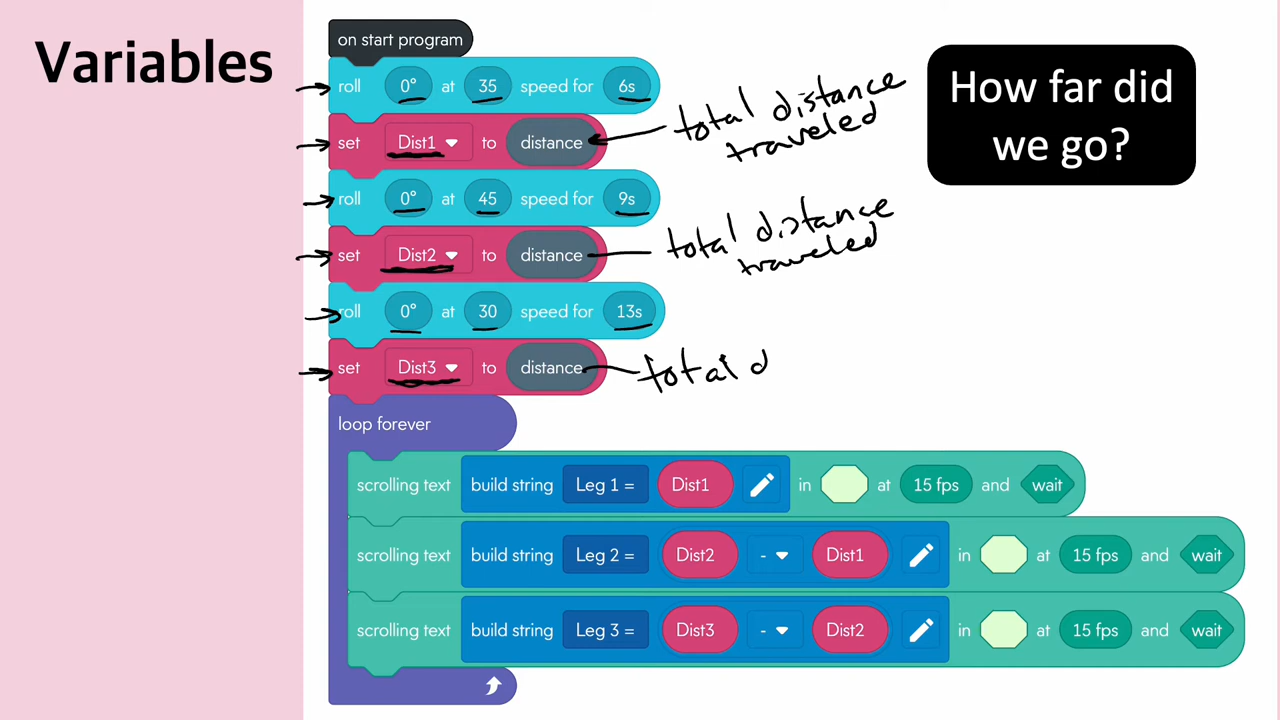 Variables
on start program
roll 0° at 35 speed for 6s
set Dist1 to distance
total distance
traveled
roll 0° at 45 speed for 9s
set Dist2 to distance
total distance
traveled
roll 0° at 30 speed for 13s
set Dist3 to distance
total d
How far did
we go?
loop forever
scrolling text build string Leg 1 = Dist1 in at 15 fps and wait
scrolling text build string Leg 2 = Dist2 - Dist1 in at 15 fps and wait
scrolling text build string Leg 3 = Dist3 - Dist2 in at 15 fps and wait